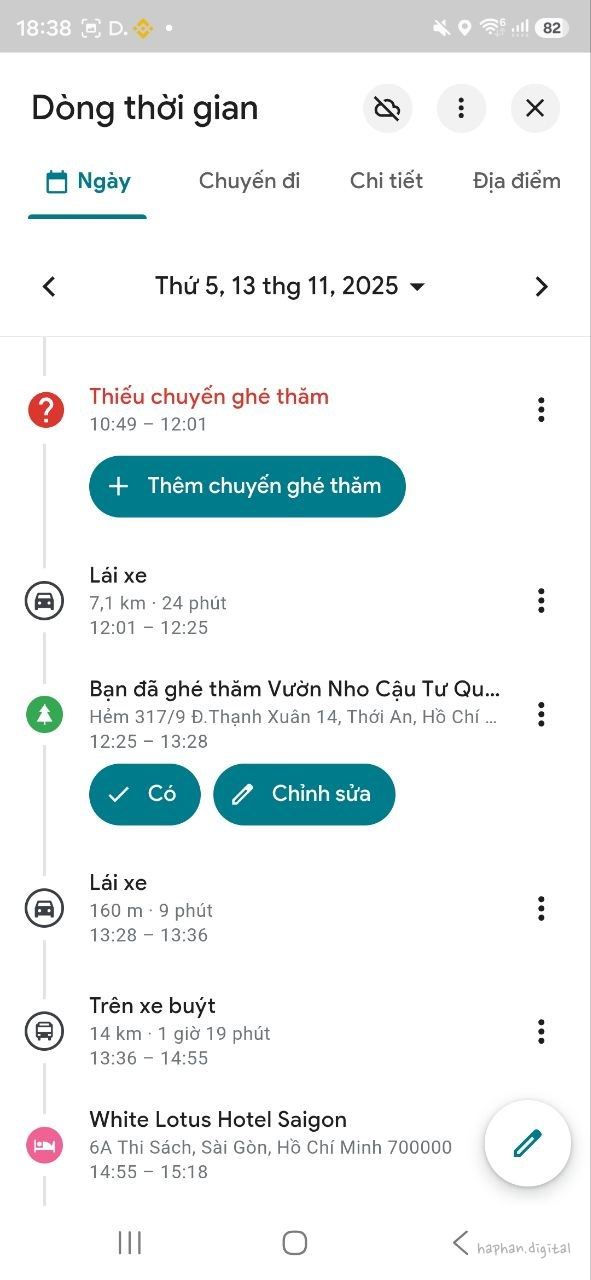 18:38 D.
6
82
Dòng thời gian
Ngày Chuyến đi Chi tiết Địa điểm
Thứ 5, 13 thg 11, 2025
Thiếu chuyến ghé thăm
10:49 – 12:01
+ Thêm chuyến ghé thăm
Lái xe
7,1 km · 24 phút
12:01 – 12:25
Bạn đã ghé thăm Vườn Nho Cậu Tư Qu...
Hẻm 317/9 Đ.Thạnh Xuân 14, Thới An, Hồ Chí ...
12:25 – 13:28
Có Chỉnh sửa
Lái xe
160 m · 9 phút
13:28 – 13:36
Trên xe buýt
14 km · 1 giờ 19 phút
13:36 – 14:55
White Lotus Hotel Saigon
6A Thi Sách, Sài Gòn, Hồ Chí Minh 700000
14:55 – 15:18
haphan.digital